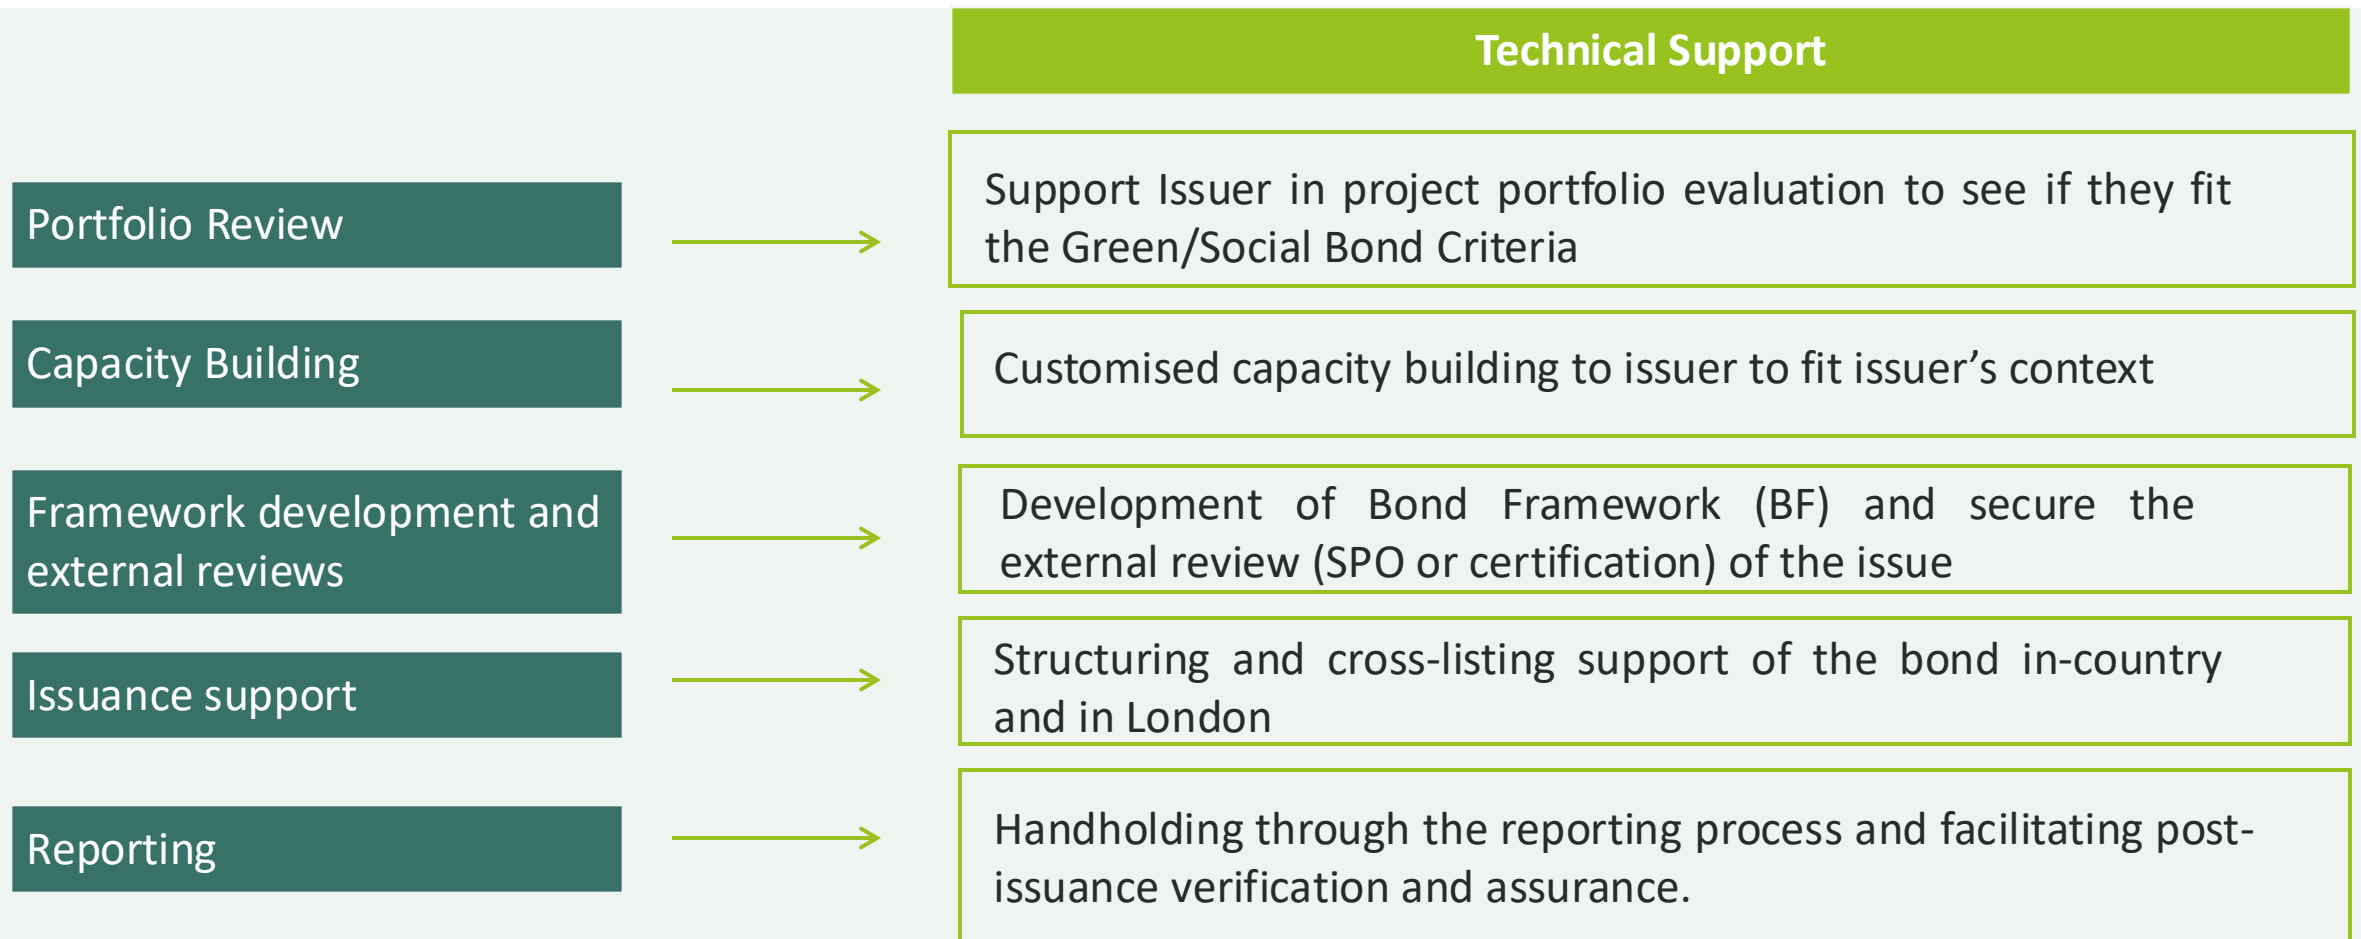 Technical Support
Portfolio Review
Support Issuer in project portfolio evaluation to see if they fit
the Green/Social Bond Criteria
Capacity Building
Customised capacity building to issuer to fit issuer’s context
Framework development and
external reviews
Development of Bond Framework (BF) and secure the
external review (SPO or certification) of the issue
Issuance support
Structuring and cross-listing support of the bond in-country
and in London
Reporting
Handholding through the reporting process and facilitating post-
issuance verification and assurance.